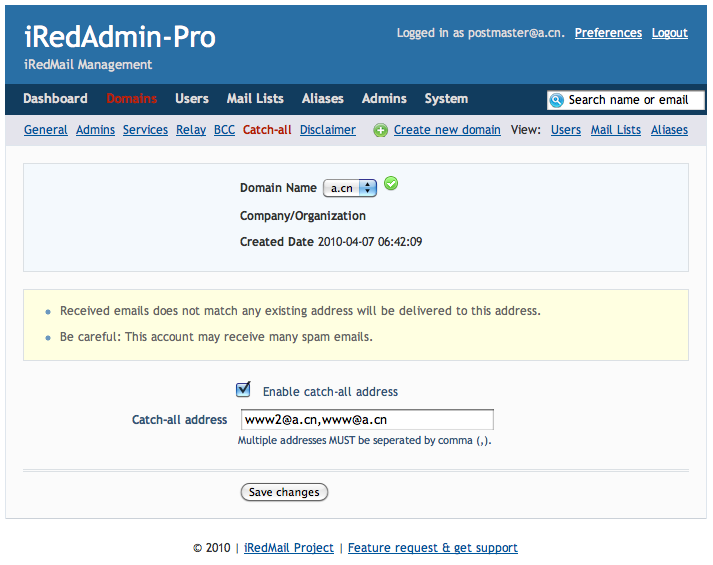 iRedAdmin-Pro
Logged in as postmaster@a.cn. Preferences Logout
iRedMail Management
Dashboard Domains Users Mail Lists Aliases Admins System Search name or email
General Admins Services Relay BCC Catch-all Disclaimer Create new domain View: Users Mail Lists Aliases
Domain Name a.cn
Company/Organization
Created Date 2010-04-07 06:42:09
Received emails does not match any existing address will be delivered to this address.
Be careful: This account may receive many spam emails.
Enable catch-all address
Catch-all address www2@a.cn,www@a.cn
Multiple addresses MUST be seperated by comma (,).
Save changes
© 2010 | iRedMail Project | Feature request & get support